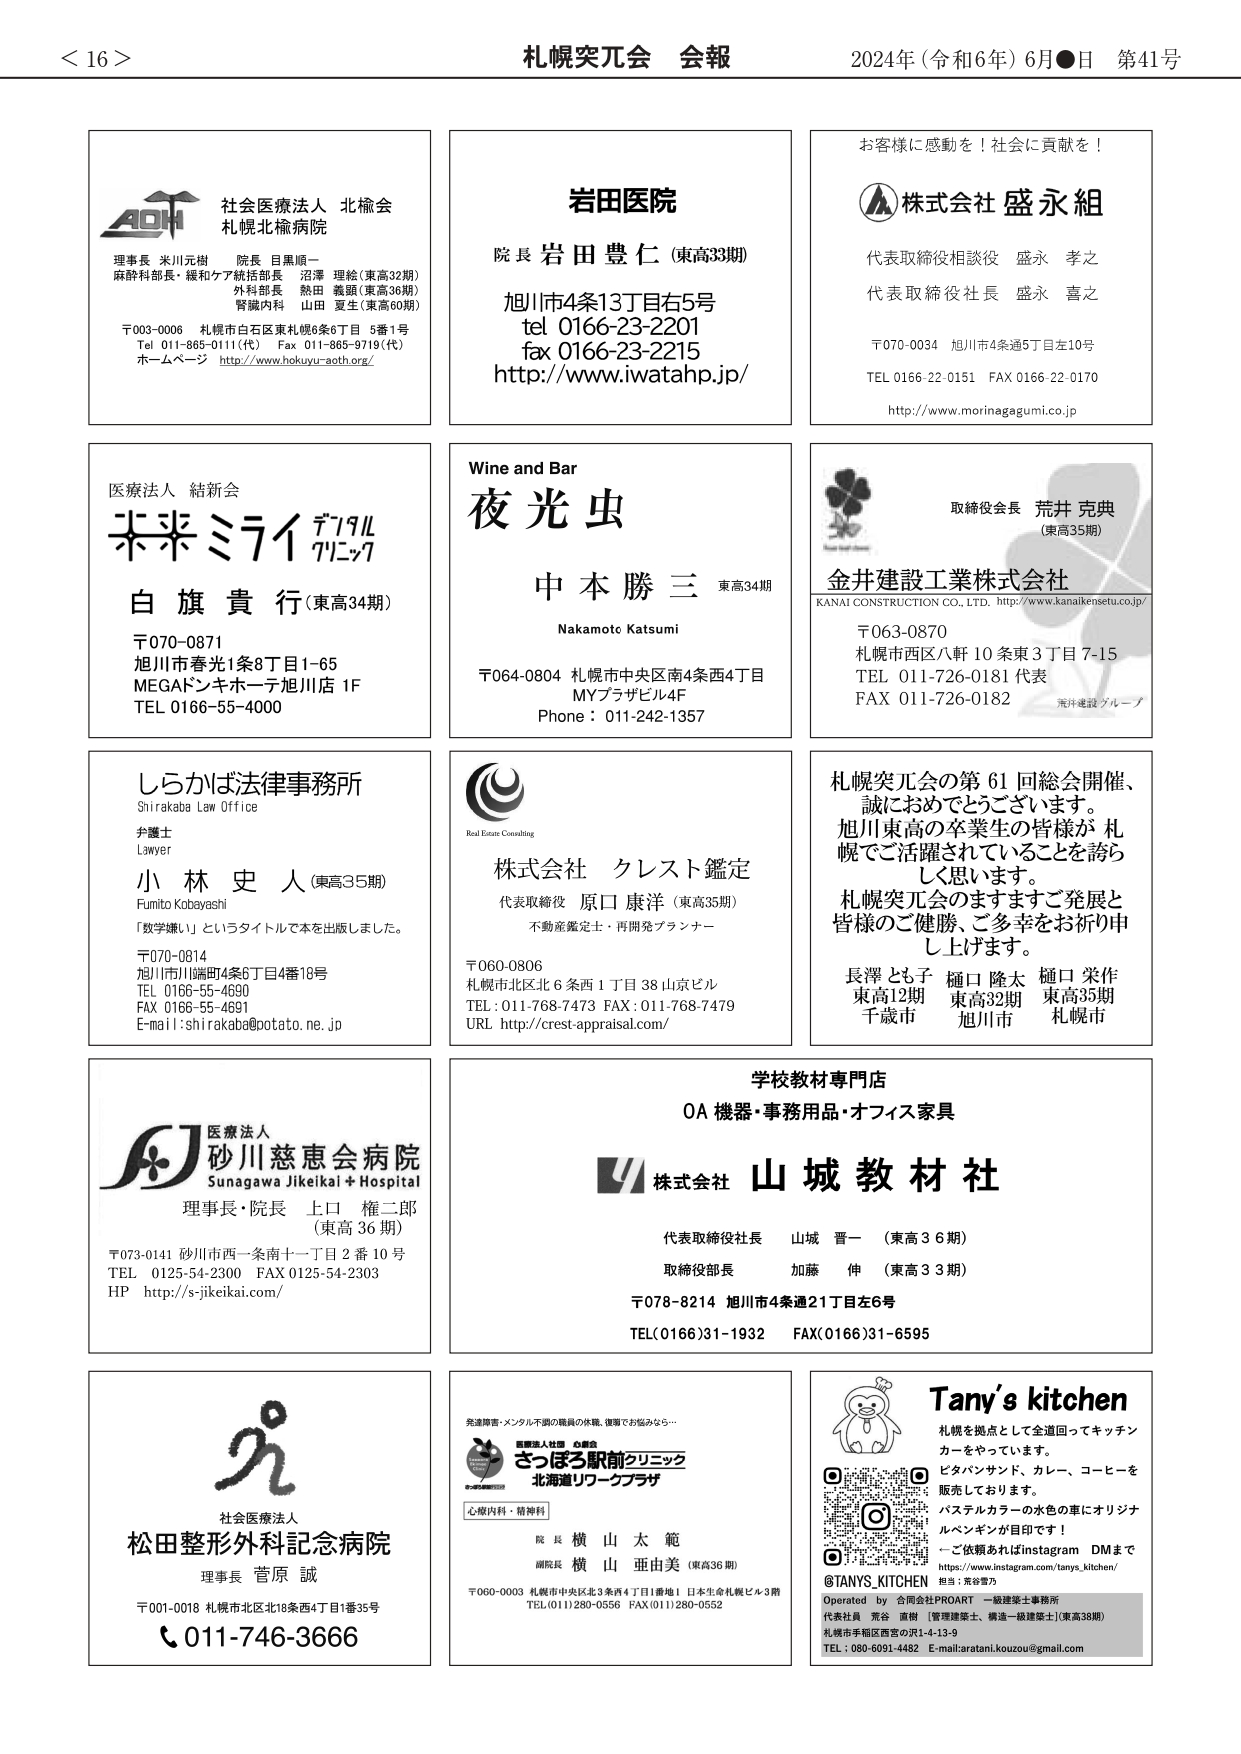 ＜16＞
札幌突兀会　会報
2024年（令和6年）6月●日　第41号
AOH
社会医療法人　北楡会
札幌北楡病院
理事長　米川元樹　　院長　目黒順一
麻酔科部長・緩和ケア統括部長　沼澤　理絵（東高32期）
外科部長　熱田　義顕（東高36期）
腎臓内科　山田　夏生（東高60期）
〒003-0006　札幌市白石区東札幌6条6丁目　5番1号
Tel 011-865-0111（代）　Fax 011-865-9719（代）
ホームページ　http://www.hokuyu-aoth.org/
岩田医院
院長 岩田豊仁（東高33期）
旭川市4条13丁目右5号
tel 0166-23-2201
fax 0166-23-2215
http://www.iwatahp.jp/
お客様に感動を！社会に貢献を！
株式会社 盛永組
代表取締役相談役　盛永　孝之
代表取締役社長　盛永　喜之
〒070-0034　旭川市4条通5丁目左10号
TEL 0166-22-0151　FAX 0166-22-0170
http://www.morinagagumi.co.jp
医療法人　結新会
未来ミライ デンタル
クリニック
白旗貴行（東高34期）
〒070-0871
旭川市春光1条8丁目1-65
MEGAドンキホーテ旭川店 1F
TEL 0166-55-4000
Wine and Bar
夜光虫
中本勝三　東高34期
Nakamoto Katsumi
〒064-0804 札幌市中央区南4条西4丁目
MYプラザビル4F
Phone： 011-242-1357
取締役会長　荒井 克典
（東高35期）
金井建設工業株式会社
KANAI CONSTRUCTION CO., LTD. http://www.kanaikensetu.co.jp/
〒063-0870
札幌市西区八軒 10 条東 3 丁目 7-15
TEL 011-726-0181 代表
FAX 011-726-0182
荒井建設グループ
しらかば法律事務所
Shirakaba Law Office
弁護士
Lawyer
小林史人（東高35期）
Fumito Kobayashi
「数学嫌い」というタイトルで本を出版しました。
〒070-0814
旭川市川端町4条6丁目4番18号
TEL 0166-55-4690
FAX 0166-55-4691
E-mail:shirakaba@potato.ne.jp
Real Estate Consulting
株式会社　クレスト鑑定
代表取締役　原口 康洋（東高35期）
不動産鑑定士・再開発プランナー
〒060-0806
札幌市北区北 6 条西 1 丁目 38 山京ビル
TEL : 011-768-7473 FAX : 011-768-7479
URL http://crest-appraisal.com/
札幌突兀会の第 61 回総会開催、
誠におめでとうございます。
旭川東高の卒業生の皆様が 札
幌でご活躍されていることを誇ら
しく思います。
札幌突兀会のますますご発展と
皆様のご健勝、ご多幸をお祈り申
し上げます。
長澤 とも子
東高12期
千歳市
樋口 隆太
東高32期
旭川市
樋口 栄作
東高35期
札幌市
医療法人
砂川慈恵会病院
Sunagawa Jikeikai Hospital
理事長・院長　上口　権二郎
（東高 36 期）
〒073-0141 砂川市西一条南十一丁目 2 番 10 号
TEL　0125-54-2300　FAX 0125-54-2303
HP　http://s-jikeikai.com/
学校教材専門店
OA 機器・事務用品・オフィス家具
株式会社 山城教材社
代表取締役社長　山城　晋一　（東高３６期）
取締役部長　加藤　伸　（東高３３期）
〒078-8214 旭川市4条通21丁目左6号
TEL(0166)31-1932　FAX(0166)31-6595
社会医療法人
松田整形外科記念病院
理事長　菅原 誠
〒001-0018 札幌市北区北18条西4丁目1番35号
011-746-3666
発達障害・メンタル不調の職員の休職、復職でお悩みなら…
医療法人社団　心劇会
さっぽろ駅前クリニック
北海道リワークプラザ
心療内科・精神科
院 長 横山太範
副院長 横山亜由美（東高36期）
〒060-0003 札幌市中央区北3条西4丁目1番地1 日本生命札幌ビル3階
TEL(011)280-0556 FAX(011)280-0552
Tany's kitchen
札幌を拠点として全道回ってキッチン
カーをやっています。
ピタパンサンド、カレー、コーヒーを
販売しております。
パステルカラーの水色の車にオリジナ
ルペンギンが目印です！
←ご依頼あればinstagram　DMまで
https://www.instagram.com/tanys_kitchen/
@TANYS_KITCHEN
担当；荒谷雪乃
Operated　by　合同会社PROART　一級建築士事務所
代表社員　荒谷　直樹　[管理建築士、構造一級建築士](東高38期)
札幌市手稲区西宮の沢1-4-13-9
TEL；080-6091-4482　E-mail:aratani.kouzou@gmail.com